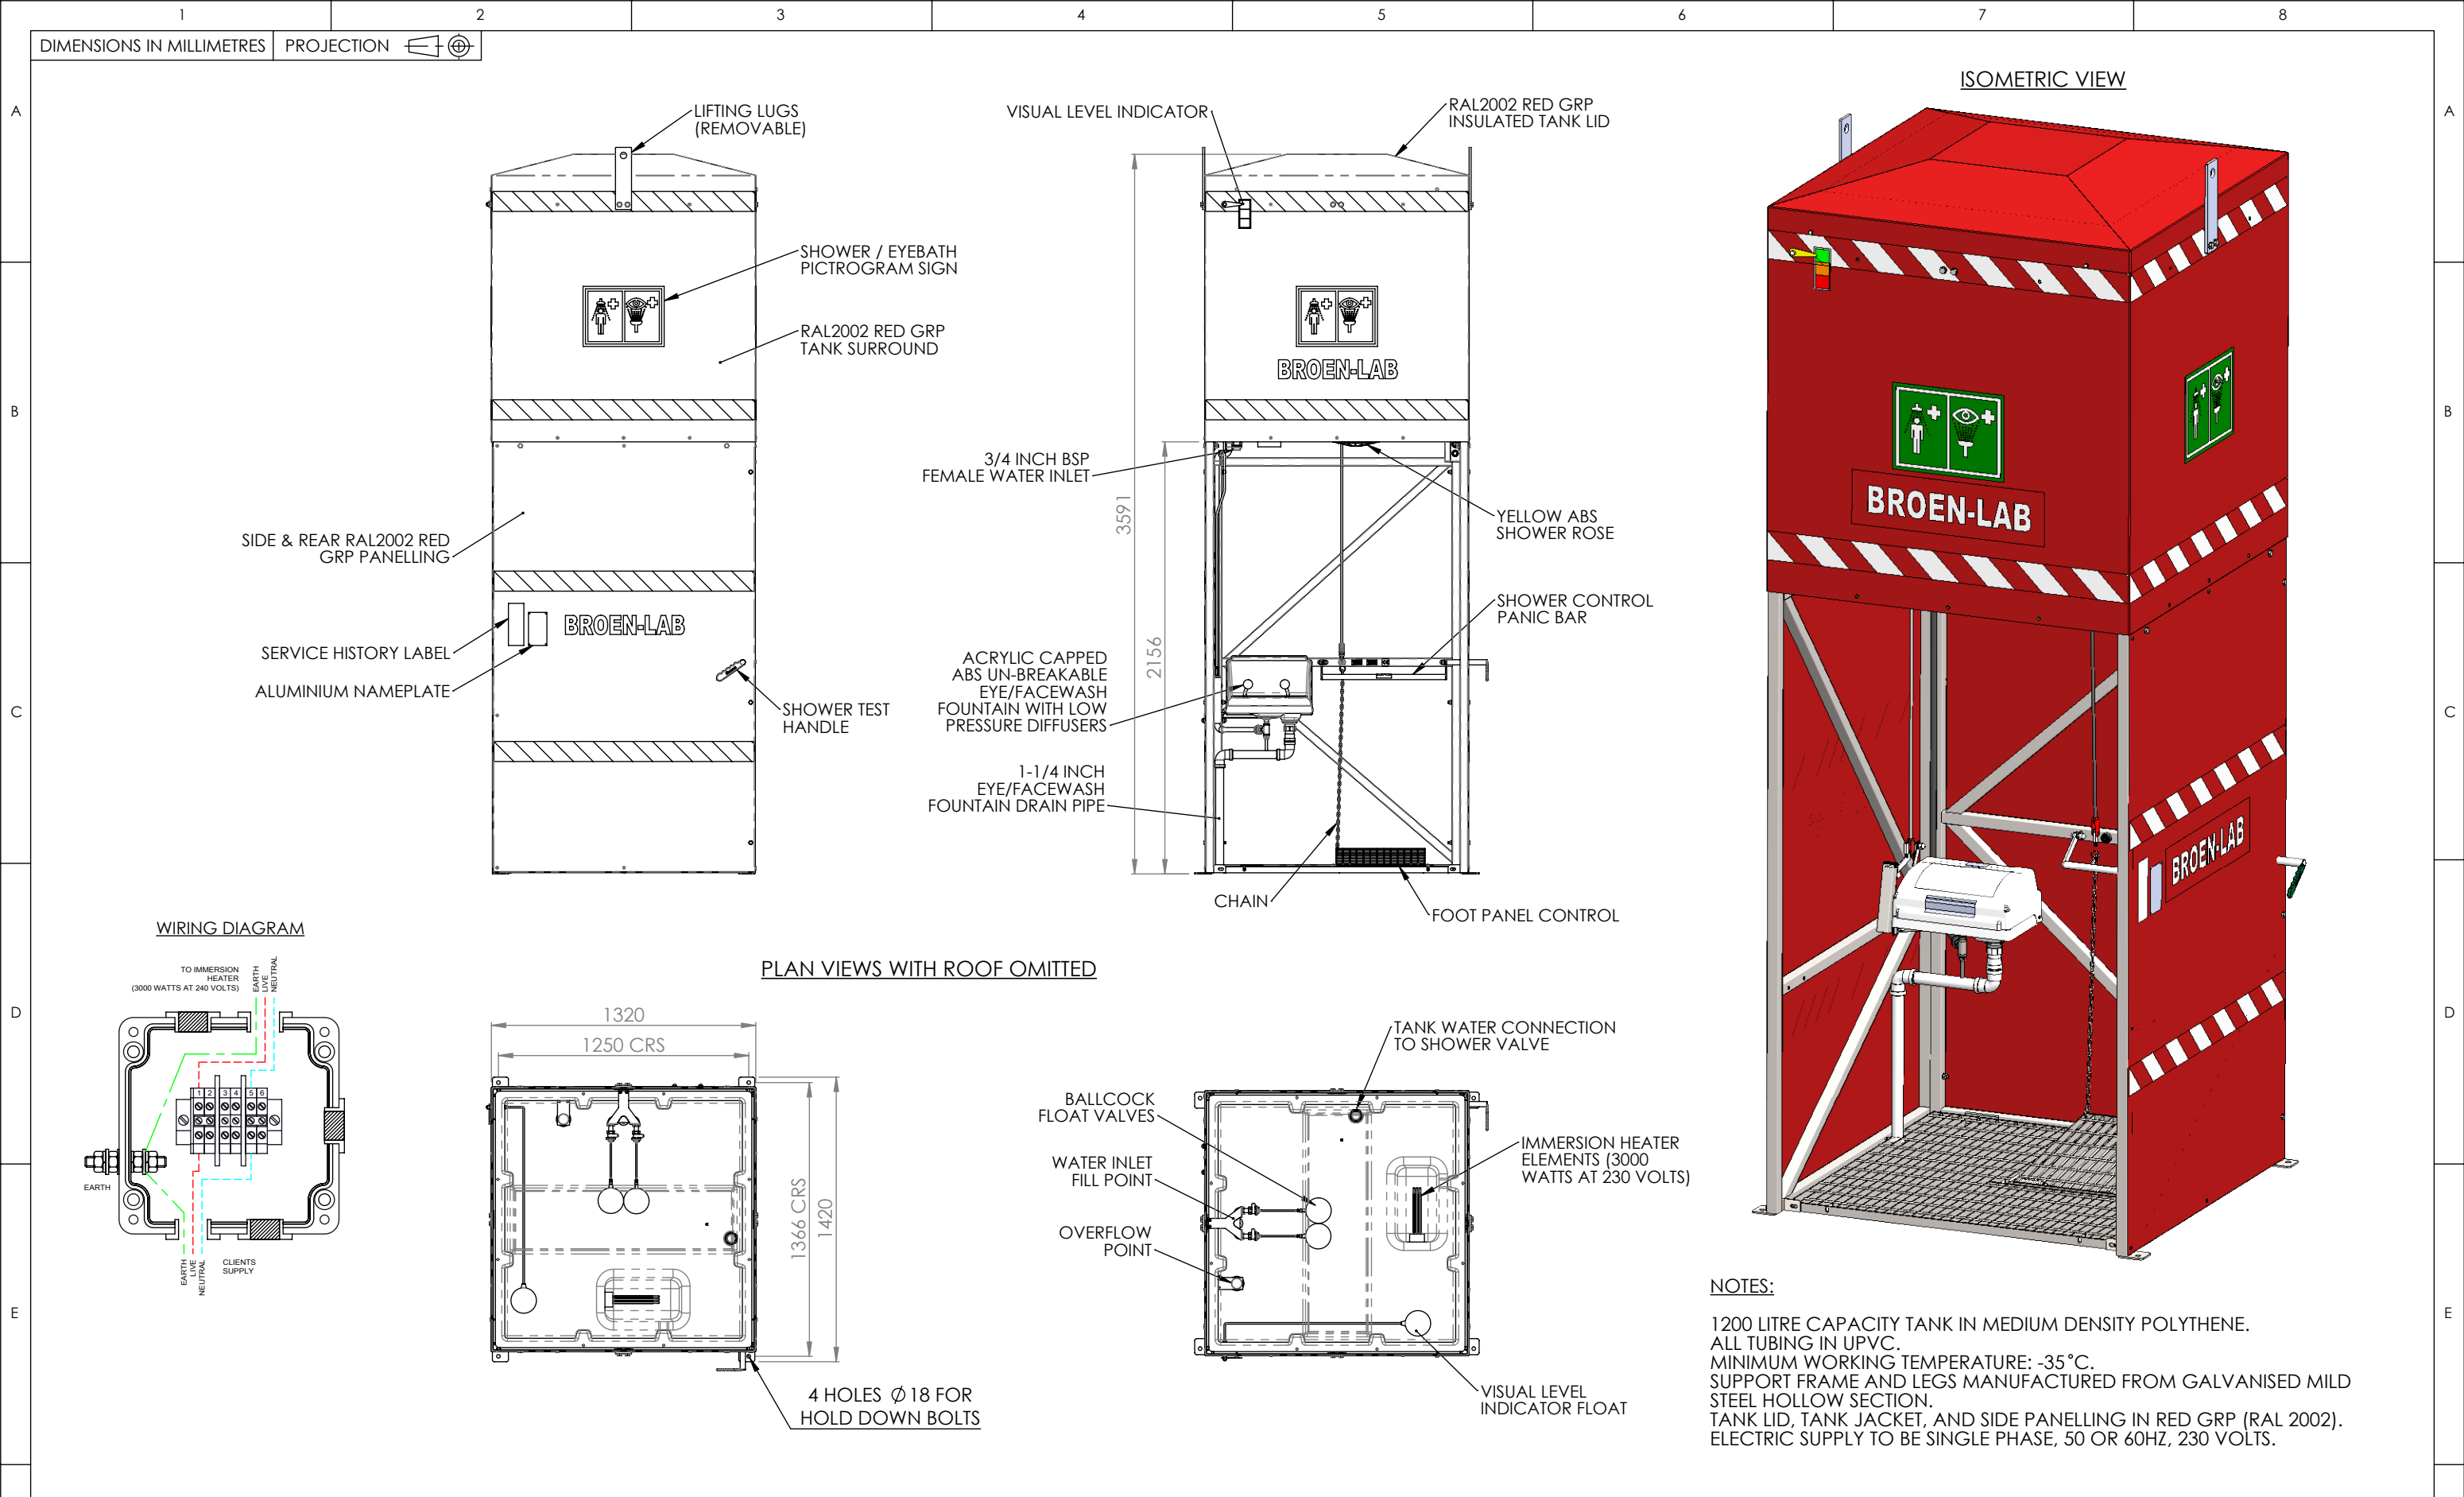 1 2 3 4 5 6 7 8
DIMENSIONS IN MILLIMETRES PROJECTION
ISOMETRIC VIEW
A A
LIFTING LUGS
(REMOVABLE)
VISUAL LEVEL INDICATOR
RAL2002 RED GRP
INSULATED TANK LID
SHOWER / EYEBATH
PICTROGRAM SIGN
RAL2002 RED GRP
TANK SURROUND
BROEN-LAB
B B
3/4 INCH BSP
FEMALE WATER INLET
3591
2156
YELLOW ABS
SHOWER ROSE
BROEN-LAB
SIDE & REAR RAL2002 RED
GRP PANELLING
SHOWER CONTROL
PANIC BAR
BROEN-LAB
SERVICE HISTORY LABEL
ALUMINIUM NAMEPLATE
SHOWER TEST
HANDLE
ACRYLIC CAPPED
ABS UN-BREAKABLE
EYE/FACEWASH
FOUNTAIN WITH LOW
PRESSURE DIFFUSERS
C C
1-1/4 INCH
EYE/FACEWASH
FOUNTAIN DRAIN PIPE
BROEN-LAB
CHAIN
FOOT PANEL CONTROL
WIRING DIAGRAM
TO IMMERSION
HEATER
(3000 WATTS AT 240 VOLTS)
EARTH
LIVE
NEUTRAL
1 2 3 4 5 6
EARTH
EARTH
LIVE
NEUTRAL
CLIENTS
SUPPLY
PLAN VIEWS WITH ROOF OMITTED
D D
1320
1250 CRS
1366 CRS
1420
4 HOLES Ø 18 FOR
HOLD DOWN BOLTS
TANK WATER CONNECTION
TO SHOWER VALVE
BALLCOCK
FLOAT VALVES
WATER INLET
FILL POINT
OVERFLOW
POINT
IMMERSION HEATER
ELEMENTS (3000
WATTS AT 230 VOLTS)
VISUAL LEVEL
INDICATOR FLOAT
E E
NOTES:
1200 LITRE CAPACITY TANK IN MEDIUM DENSITY POLYTHENE.
ALL TUBING IN UPVC.
MINIMUM WORKING TEMPERATURE: -35°C.
SUPPORT FRAME AND LEGS MANUFACTURED FROM GALVANISED MILD
STEEL HOLLOW SECTION.
TANK LID, TANK JACKET, AND SIDE PANELLING IN RED GRP (RAL 2002).
ELECTRIC SUPPLY TO BE SINGLE PHASE, 50 OR 60HZ, 230 VOLTS.